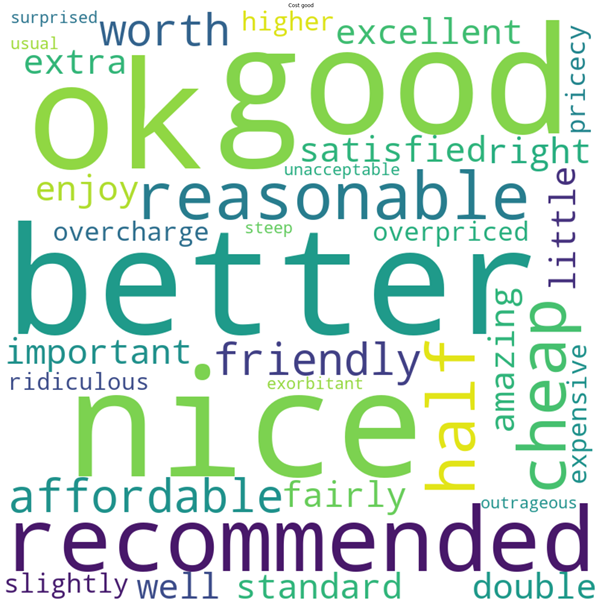 Cost good
surprised
worth
higher
excellent
pricecy
usual
extra
ok
good
satisfied
right
unacceptable
enjoy
reasonable
little
overcharge
steep
overpriced
better
important
friendly
half
amazing
cheap
expensive
ridiculous
exorbitant
nice
affordable
fairly
outrageous
recommended
slightly
well
standard
double